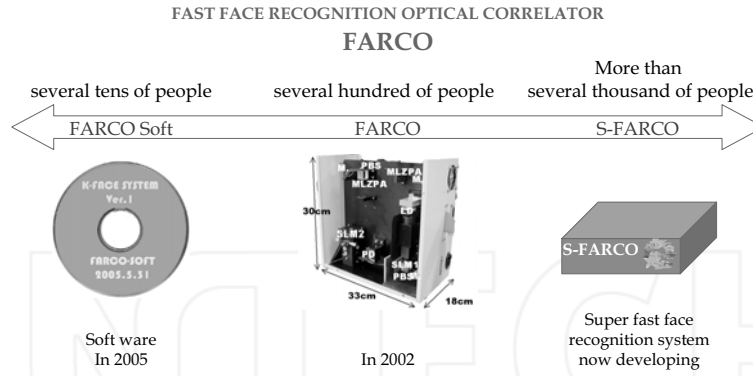 FAST FACE RECOGNITION OPTICAL CORRELATOR
FARCO
several tens of people
several hundred of people
More than
several thousand of people
FARCO Soft
FARCO
S-FARCO
K-FACE SYSTEM
Ver.1
FARCO-SOFT
2005.5.31
PBS
MLZPA
MLZPA
LD
SLM2
PD
SLM1
PBS
30cm
33cm
18cm
S-FARCO
Soft ware
In 2005
In 2002
Super fast face
recognition system
now developing